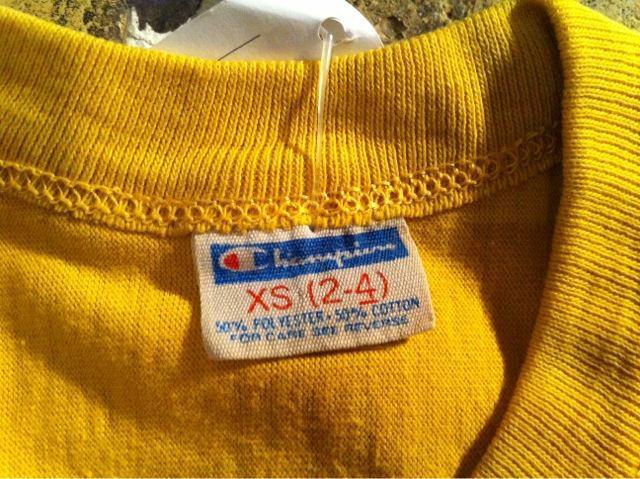 Champion
XS (2-4)
50% POLYESTER • 50% COTTON
FOR CARE SEE REVERSE